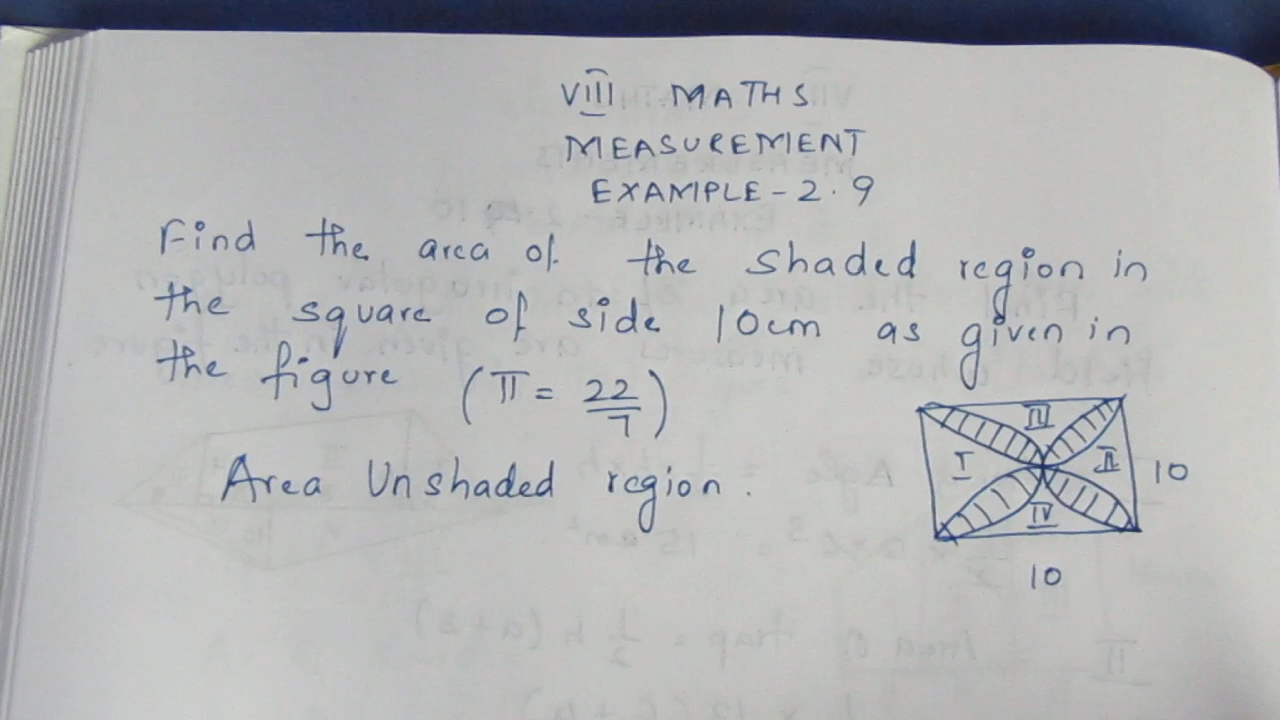 VIII MATHS
MEASUREMENT
EXAMPLE - 2.9
Find the area of the shaded region in
the square of side 10cm as given in
the figure (π = 22/7)
Area Unshaded region.
III
I
II
IV
10
10